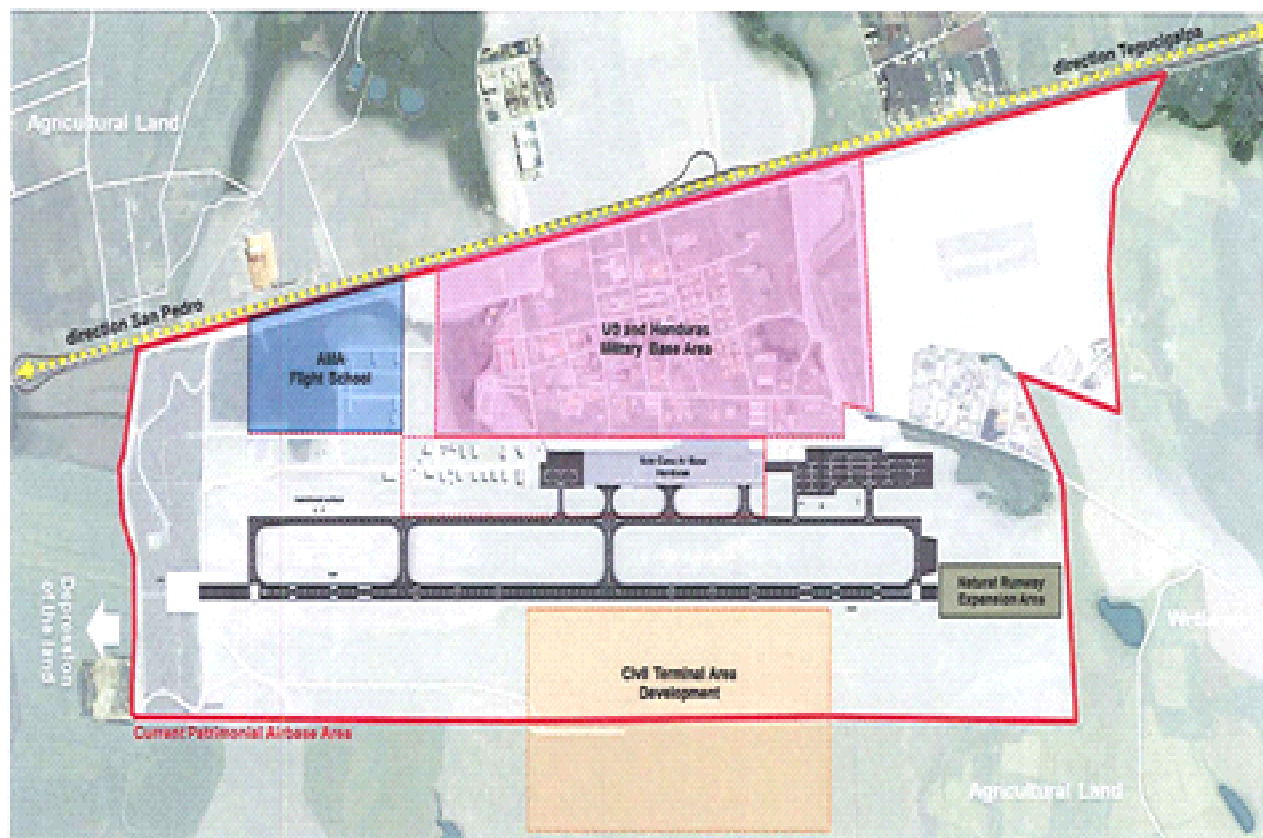 direction Tegucigalpa
Agricultural Land
direction San Pedro
US and Honduras
Military Base Area
AMA
Flight School
Natural Runway
Expansion Area
Depression
of the land
Civil Terminal Area
Development
Current Patrimonial Airbase Area
Agricultural Land